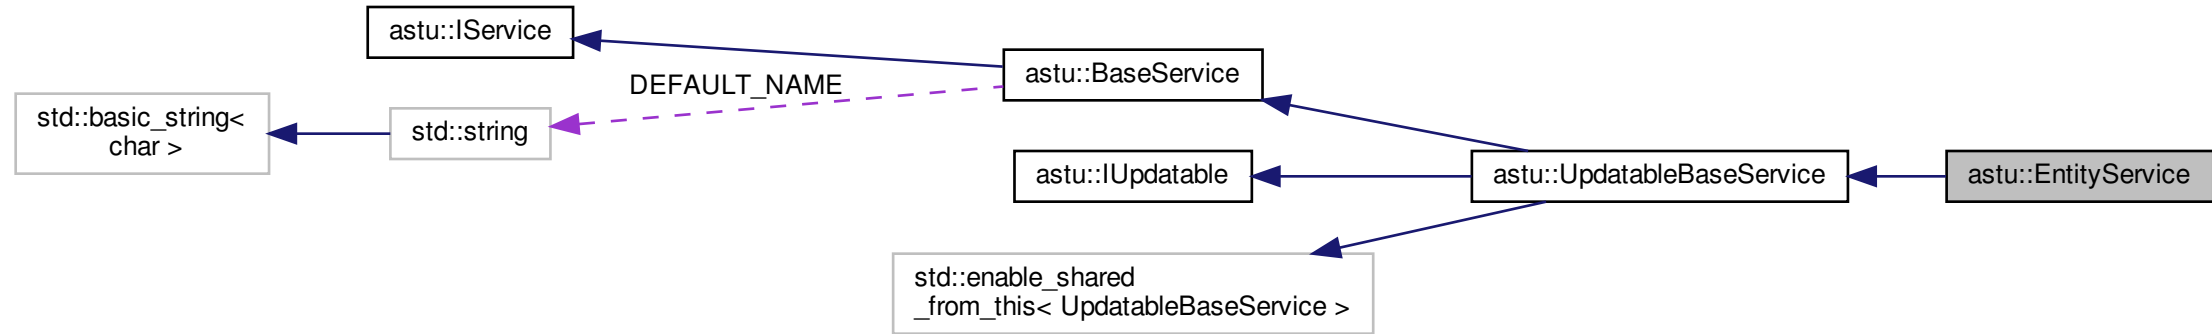 astu::IService
astu::BaseService
DEFAULT_NAME
std::basic_string<
char >
std::string
astu::IUpdatable
astu::UpdatableBaseService
astu::EntityService
std::enable_shared
_from_this< UpdatableBaseService >